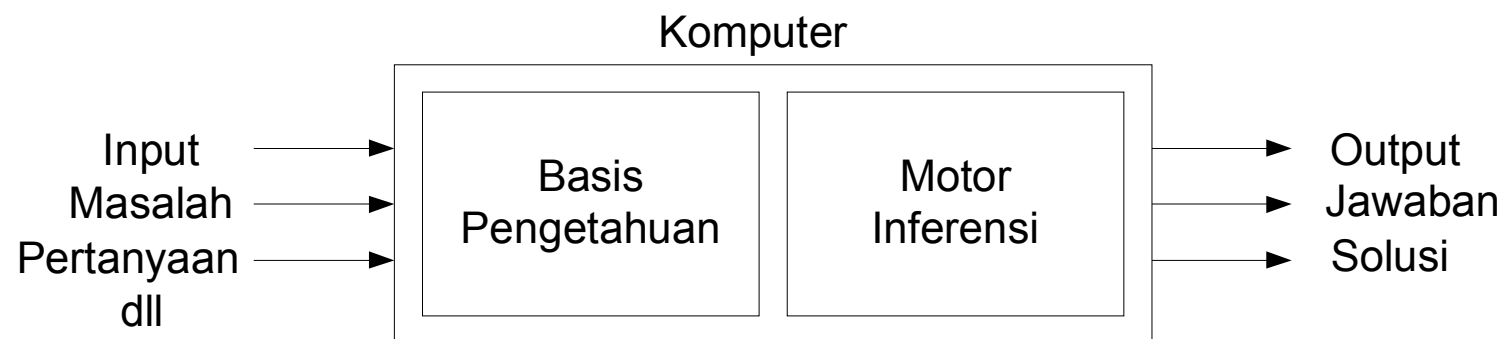 Komputer
Input
Masalah
Pertanyaan
dll
Basis
Pengetahuan
Motor
Inferensi
Output
Jawaban
Solusi